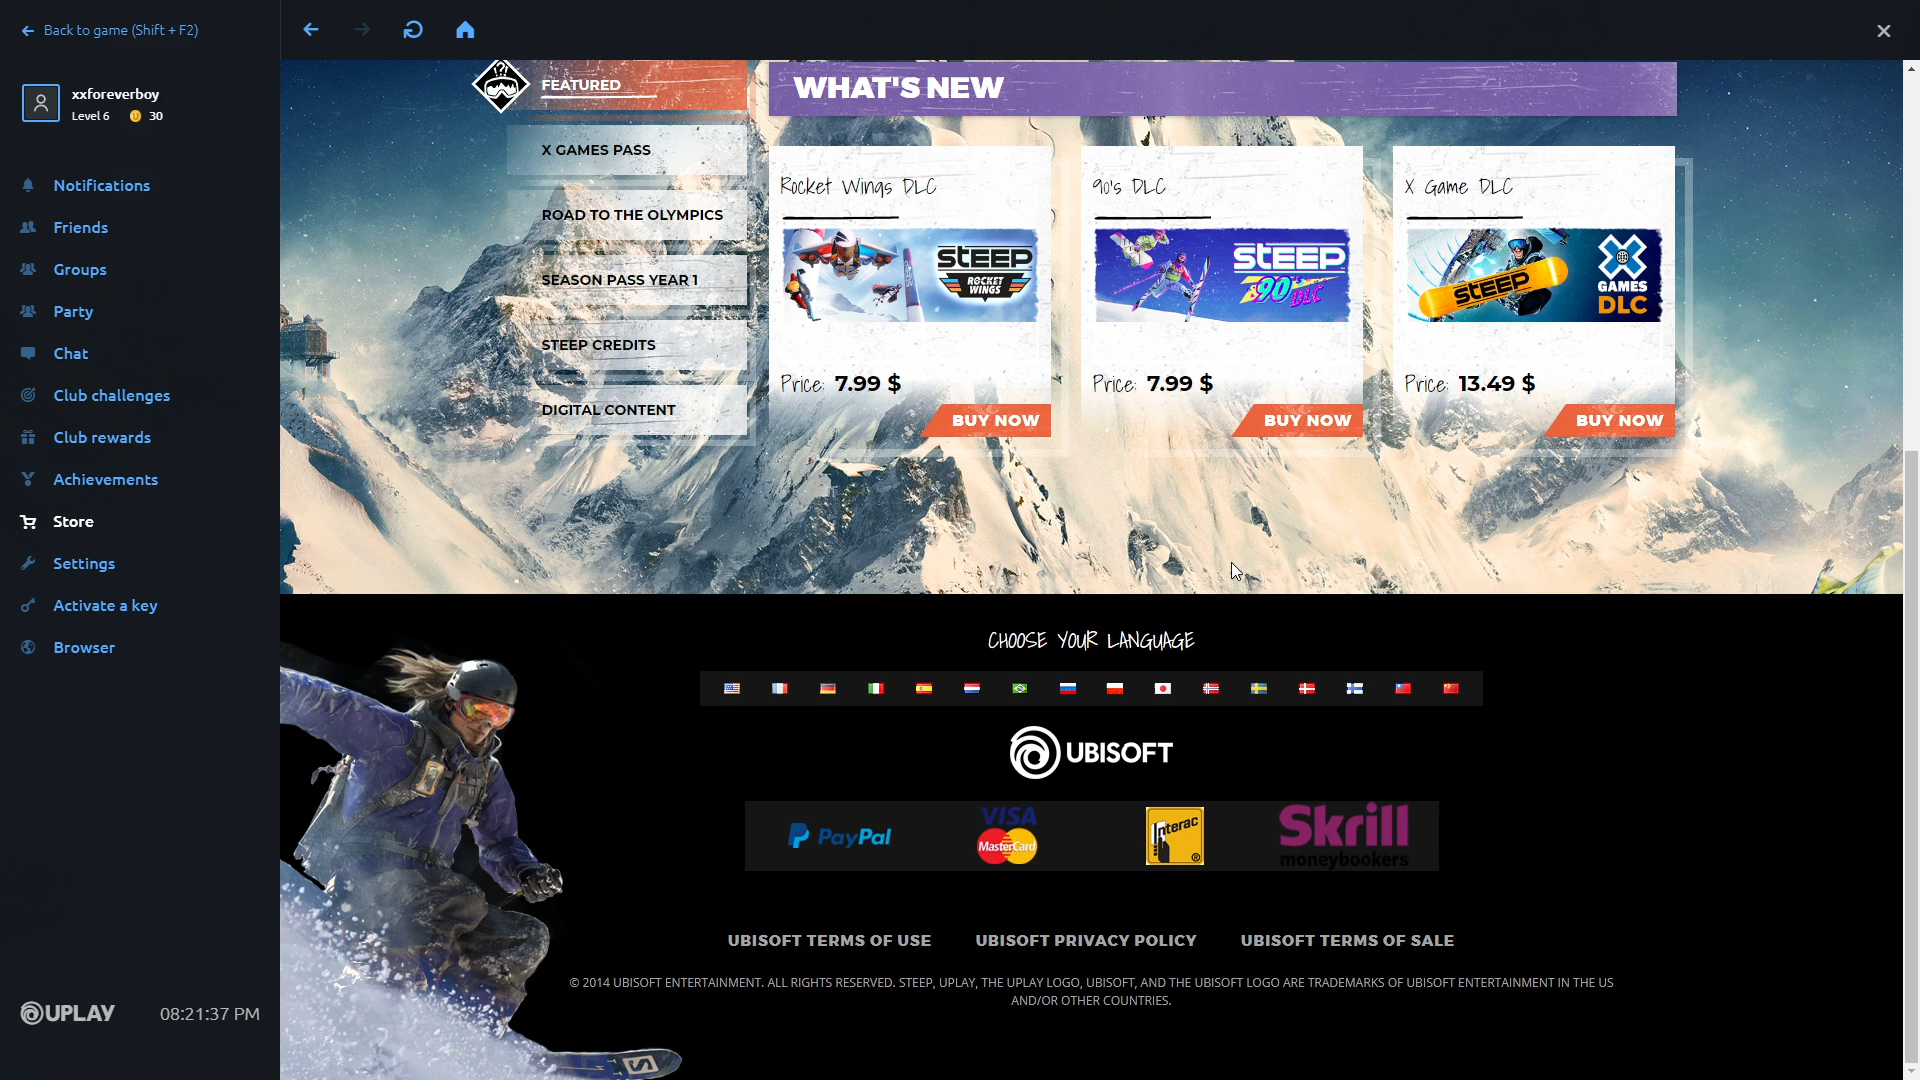 Back to game (Shift + F2)
xxforeverboy
Level 6 30
Notifications
Friends
Groups
Party
Chat
Club challenges
Club rewards
Achievements
Store
Settings
Activate a key
Browser
UPLAY 08:21:37 PM
FEATURED
X GAMES PASS
ROAD TO THE OLYMPICS
SEASON PASS YEAR 1
STEEP CREDITS
DIGITAL CONTENT
WHAT'S NEW
Rocket Wings DLC
STEEP
ROCKET
WINGS
Price: 7.99 $
BUY NOW
90's DLC
STEEP
90 DLC
Price: 7.99 $
BUY NOW
X Game DLC
STEEP
X
GAMES
DLC
Price: 13.49 $
BUY NOW
CHOOSE YOUR LANGUAGE
UBISOFT
PayPal
VISA
MasterCard
Interac
Skrill
moneybookers
UBISOFT TERMS OF USE UBISOFT PRIVACY POLICY UBISOFT TERMS OF SALE
© 2014 UBISOFT ENTERTAINMENT. ALL RIGHTS RESERVED. STEEP, UPLAY, THE UPLAY LOGO, UBISOFT, AND THE UBISOFT LOGO ARE TRADEMARKS OF UBISOFT ENTERTAINMENT IN THE US
AND/OR OTHER COUNTRIES.